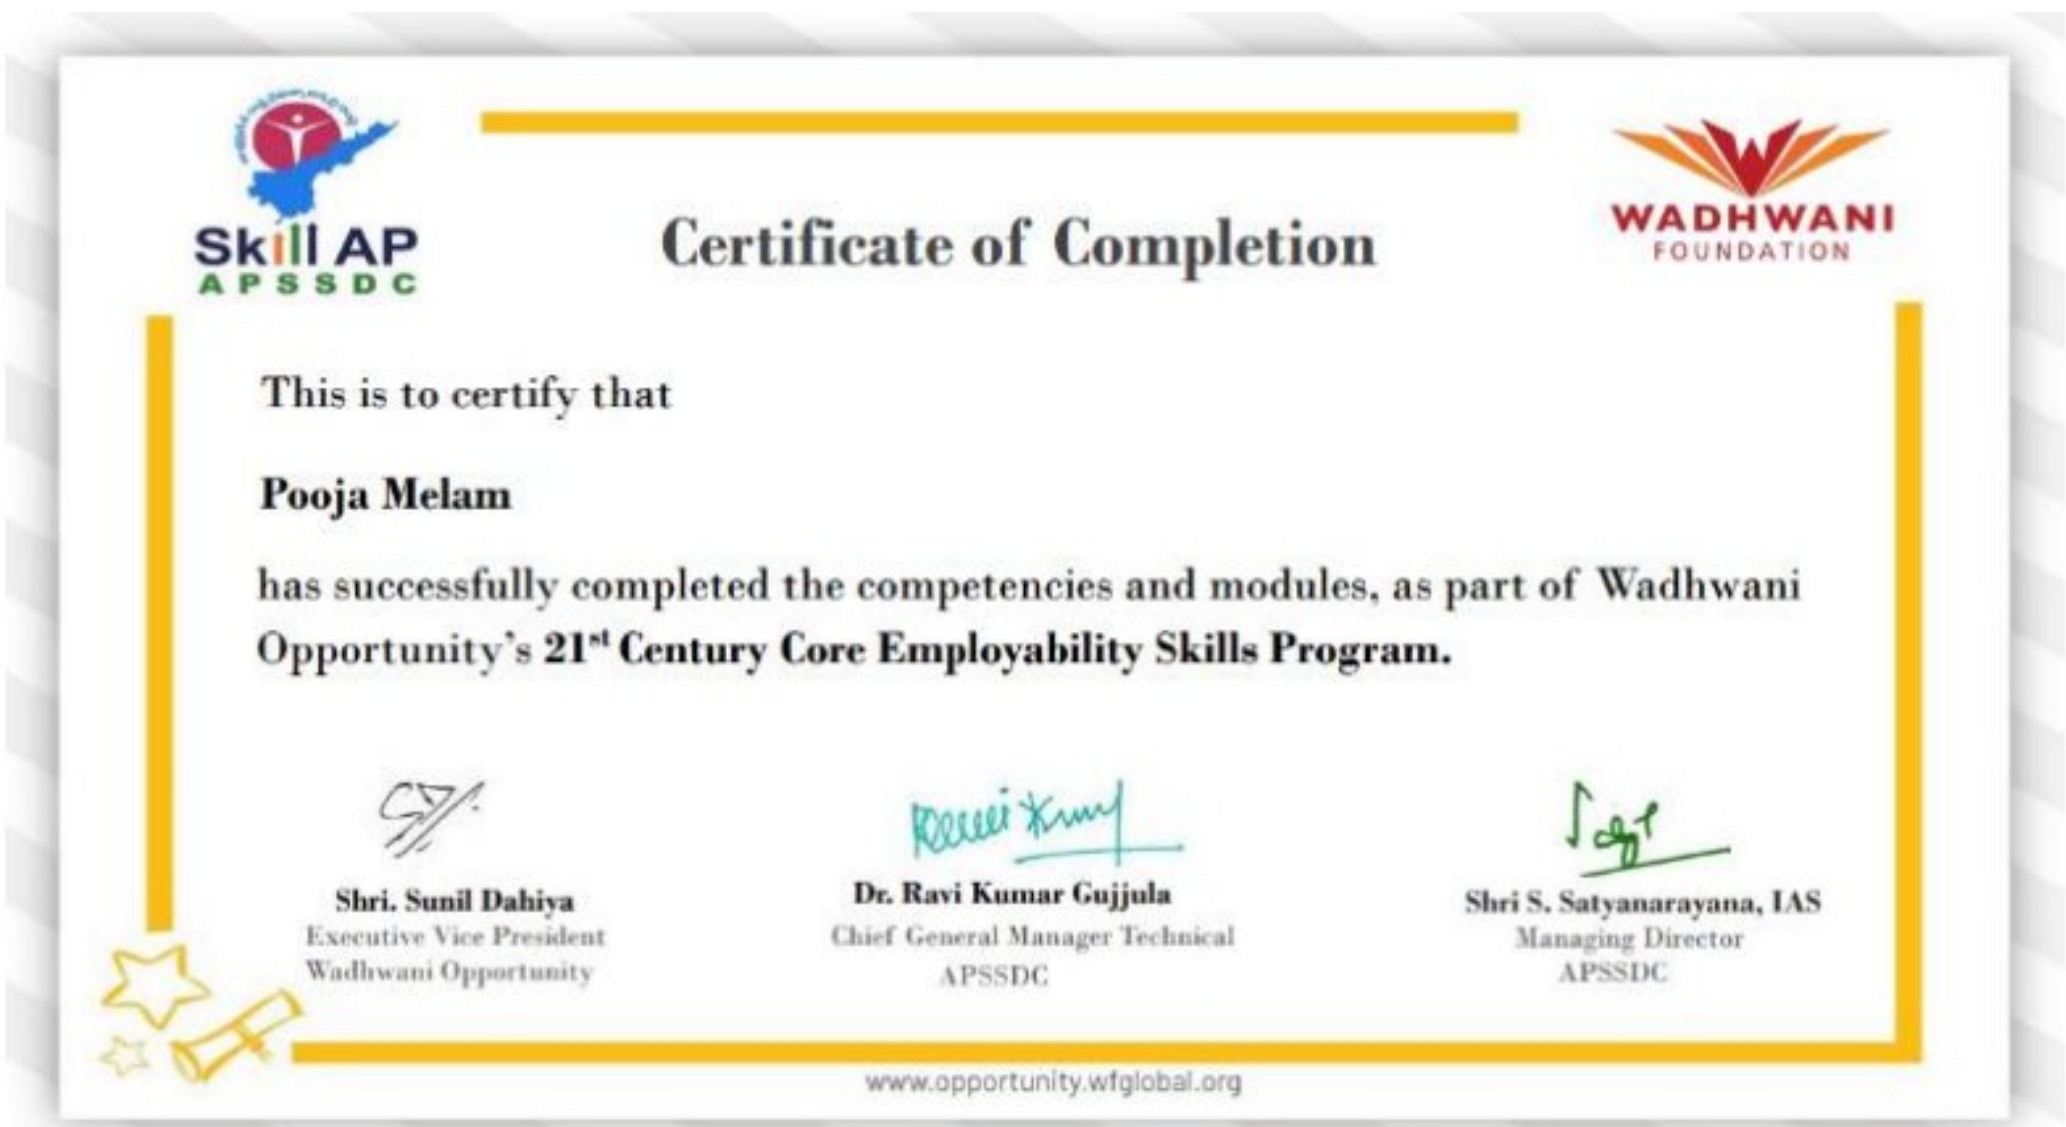 Skill AP
APSSDC
WADHWANI
FOUNDATION
Certificate of Completion
This is to certify that
Pooja Melam
has successfully completed the competencies and modules, as part of Wadhwani
Opportunity's 21st Century Core Employability Skills Program.
Shri. Sunil Dahiya
Executive Vice President
Wadhwani Opportunity
Dr. Ravi Kumar Gujjula
Chief General Manager Technical
APSSDC
Shri S. Satyanarayana, IAS
Managing Director
APSSDC
www.opportunity.wfglobal.org